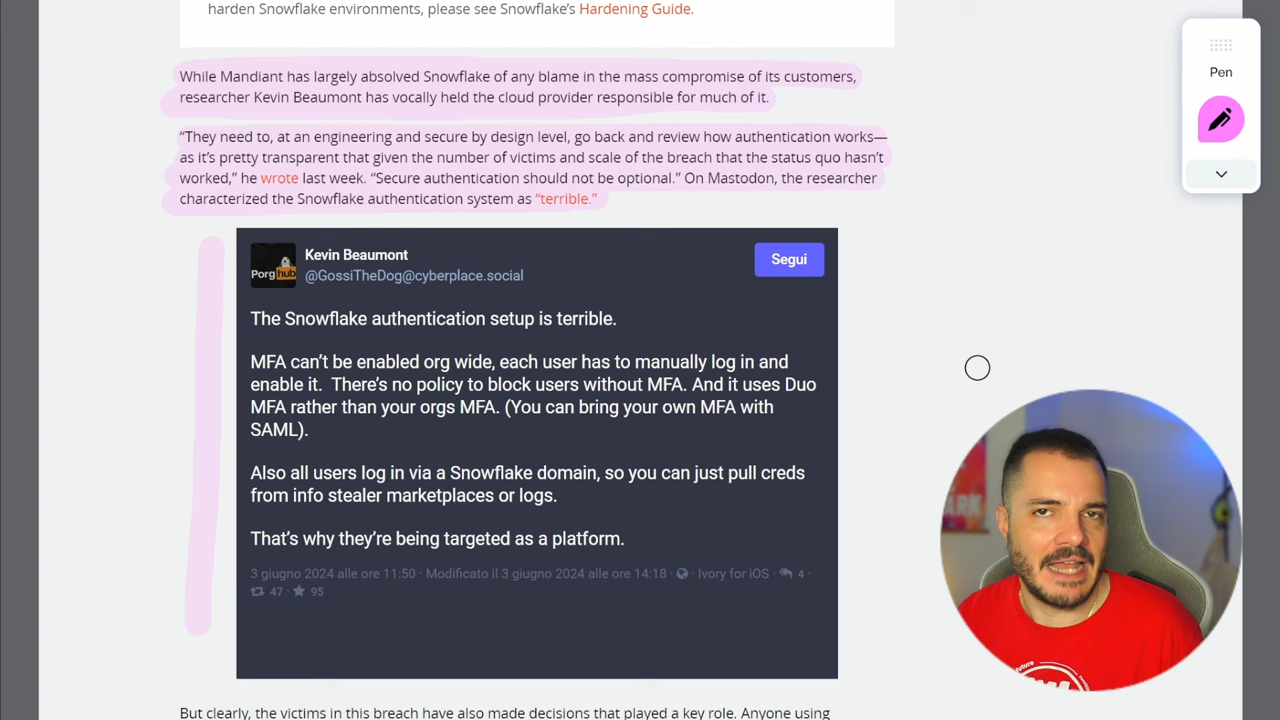 harden Snowflake environments, please see Snowflake's Hardening Guide.
While Mandiant has largely absolved Snowflake of any blame in the mass compromise of its customers,
researcher Kevin Beaumont has vocally held the cloud provider responsible for much of it.
“They need to, at an engineering and secure by design level, go back and review how authentication works—
as it’s pretty transparent that given the number of victims and scale of the breach that the status quo hasn’t
worked,” he wrote last week. “Secure authentication should not be optional.” On Mastodon, the researcher
characterized the Snowflake authentication system as “terrible.”
Pen
Porg hub
Kevin Beaumont
@GossiTheDog@cyberplace.social
Segui
The Snowflake authentication setup is terrible.
MFA can’t be enabled org wide, each user has to manually log in and
enable it. There’s no policy to block users without MFA. And it uses Duo
MFA rather than your orgs MFA. (You can bring your own MFA with
SAML).
Also all users log in via a Snowflake domain, so you can just pull creds
from info stealer marketplaces or logs.
That’s why they’re being targeted as a platform.
3 giugno 2024 alle ore 11:50 · Modificato il 3 giugno 2024 alle ore 14:18 · Ivory for iOS · 4 ·
47 · 95
But clearly, the victims in this breach have also made decisions that played a key role. Anyone using